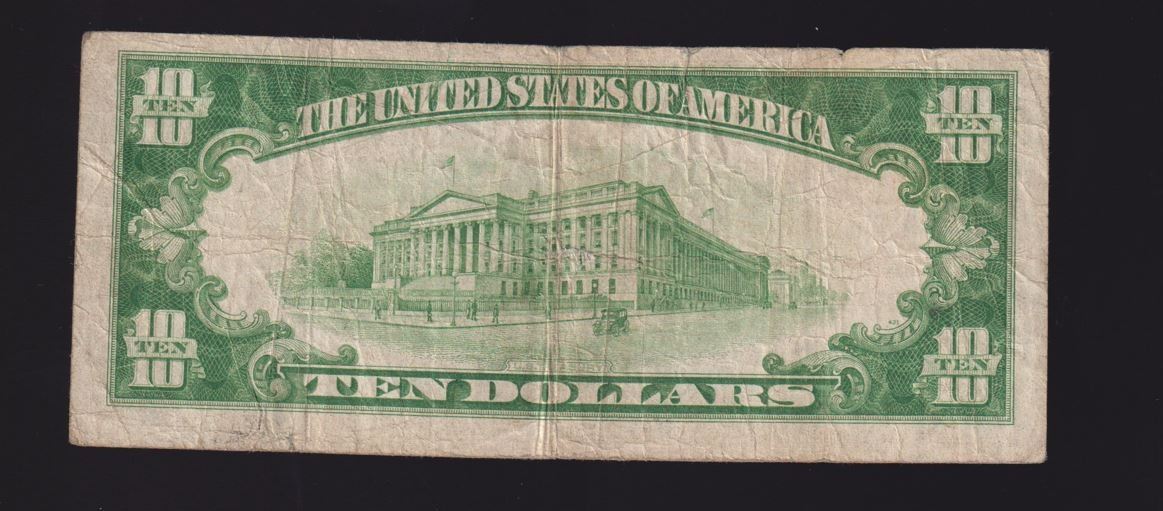 10 TEN 10
THE UNITED STATES OF AMERICA
10 TEN 10
10 TEN 10
U.S. TREASURY
TEN DOLLARS
10 TEN 10